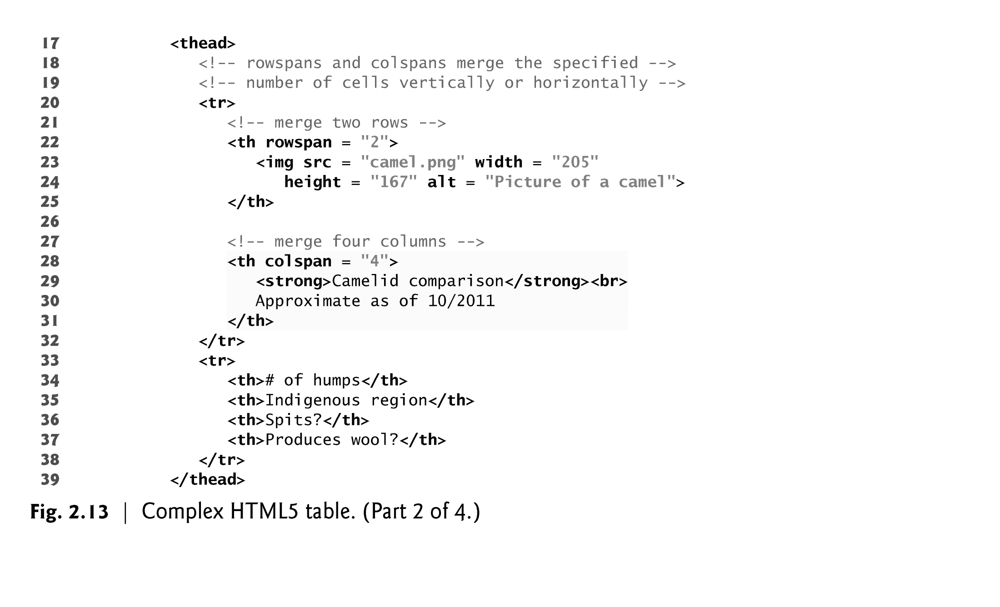 17 <thead>
18 <!-- rowspans and colspans merge the specified -->
19 <!-- number of cells vertically or horizontally -->
20 <tr>
21 <!-- merge two rows -->
22 <th rowspan = "2">
23 <img src = "camel.png" width = "205"
24 height = "167" alt = "Picture of a camel">
25 </th>
26
27 <!-- merge four columns -->
28 <th colspan = "4">
29 <strong>Camelid comparison</strong><br>
30 Approximate as of 10/2011
31 </th>
32 </tr>
33 <tr>
34 <th># of humps</th>
35 <th>Indigenous region</th>
36 <th>Spits?</th>
37 <th>Produces wool?</th>
38 </tr>
39 </thead>
Fig. 2.13 | Complex HTML5 table. (Part 2 of 4.)